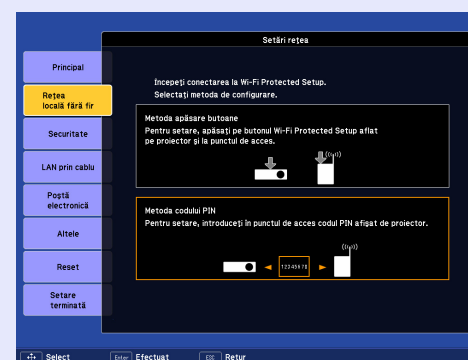 Setări rețea
Principal
Rețea
locală fără fir
Securitate
LAN prin cablu
Poștă
electronică
Altele
Reset
Setare
terminată
Începeți conectarea la Wi-Fi Protected Setup.
Selectați metoda de configurare.
Metoda apăsare butoane
Pentru setare, apăsați pe butonul Wi-Fi Protected Setup aflat
pe proiector și la punctul de acces.
Metoda codului PIN
Pentru setare, introduceți în punctul de acces codul PIN afișat de proiector.
12345678
Select Enter Efectuat ESC Retur